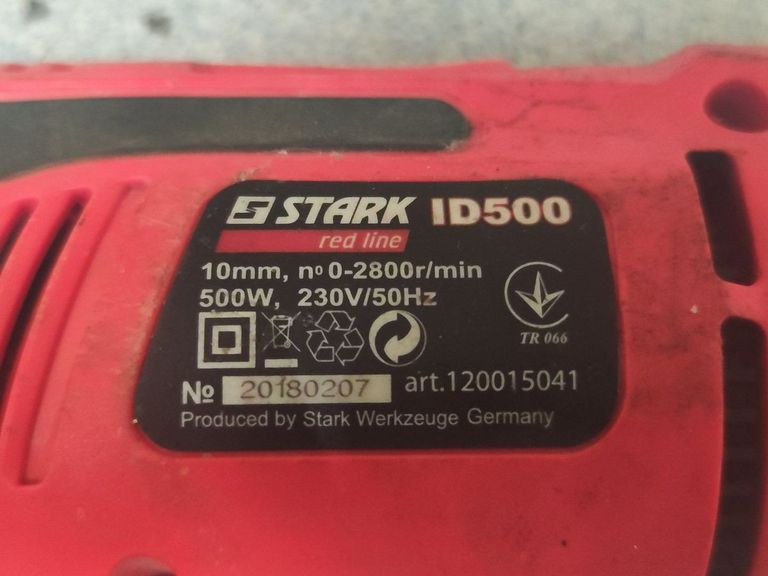 STARK ID500
red line
10mm, nº 0-2800r/min
500W, 230V/50Hz
TR 066
№ 20180207 art.120015041
Produced by Stark Werkzeuge Germany